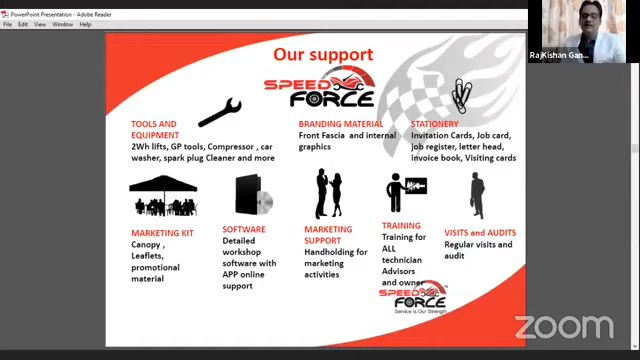 PowerPoint Presentation - Adobe Reader
File Edit View Window Help
RajKishan Gan...
Our support
SPEED
FORCE
TOOLS AND
EQUIPMENT
2Wh lifts, GP tools, Compressor , car
washer, spark plug Cleaner and more
BRANDING MATERIAL
Front Fascia and internal
graphics
STATIONERY
Invitation Cards, Job card,
job register, letter head,
invoice book, Visiting cards
MARKETING KIT
Canopy ,
Leaflets,
promotional
material
SOFTWARE
Detailed
workshop
software with
APP online
support
MARKETING
SUPPORT
Handholding for
marketing
activities
TRAINING
Training for
ALL
technician
Advisors
and owner
VISITS AND AUDITS
Regular visits and
audit
SPEED
FORCE
Service is Our Strength
zoom